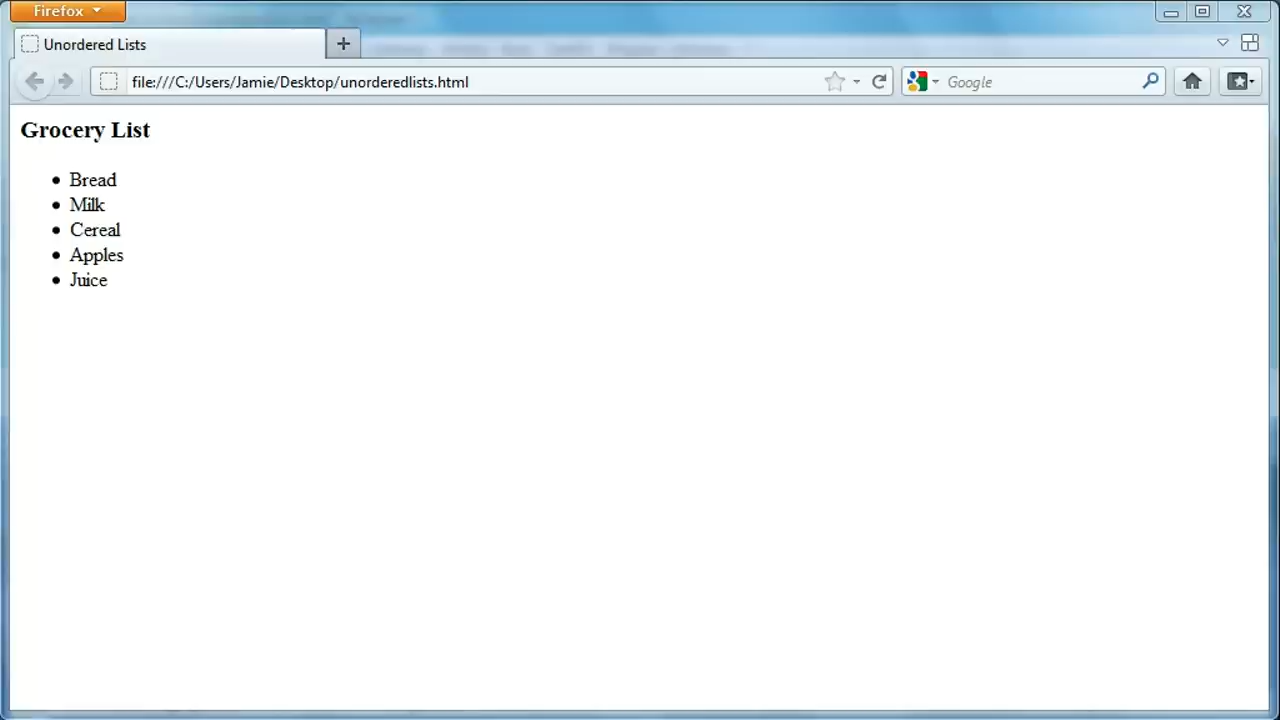 Firefox
Unordered Lists
file:///C:/Users/Jamie/Desktop/unorderedlists.html
Google
Grocery List
Bread
Milk
Cereal
Apples
Juice